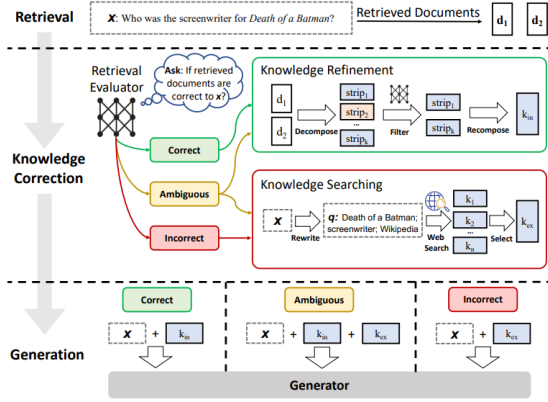 Retrieval
x: Who was the screenwriter for Death of a Batman?
Retrieved Documents
d1
d2
Retrieval
Evaluator
Ask: If retrieved
documents are
correct to x?
Knowledge
Correction
Correct
Ambiguous
Incorrect
Knowledge Refinement
d1
d2
Decompose
strip1
strip2
...
stripk
Filter
strip1
stripk
Recompose
kin
Knowledge Searching
x
Rewrite
q: Death of a Batman;
screenwriter; Wikipedia
Web
Search
k1
k2
...
kn
Select
kex
Generation
Correct
x + kin
Ambiguous
x + kin + kex
Incorrect
x + kex
Generator